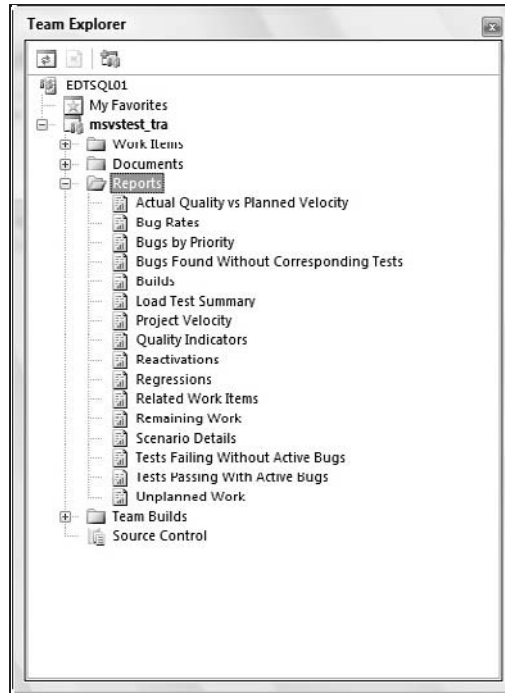 Team Explorer
EDTSQL01
My Favorites
msvstest_tra
Work Items
Documents
Reports
Actual Quality vs Planned Velocity
Bug Rates
Bugs by Priority
Bugs Found Without Corresponding Tests
Builds
Load Test Summary
Project Velocity
Quality Indicators
Reactivations
Regressions
Related Work Items
Remaining Work
Scenario Details
Tests Failing Without Active Bugs
Tests Passing With Active Bugs
Unplanned Work
Team Builds
Source Control